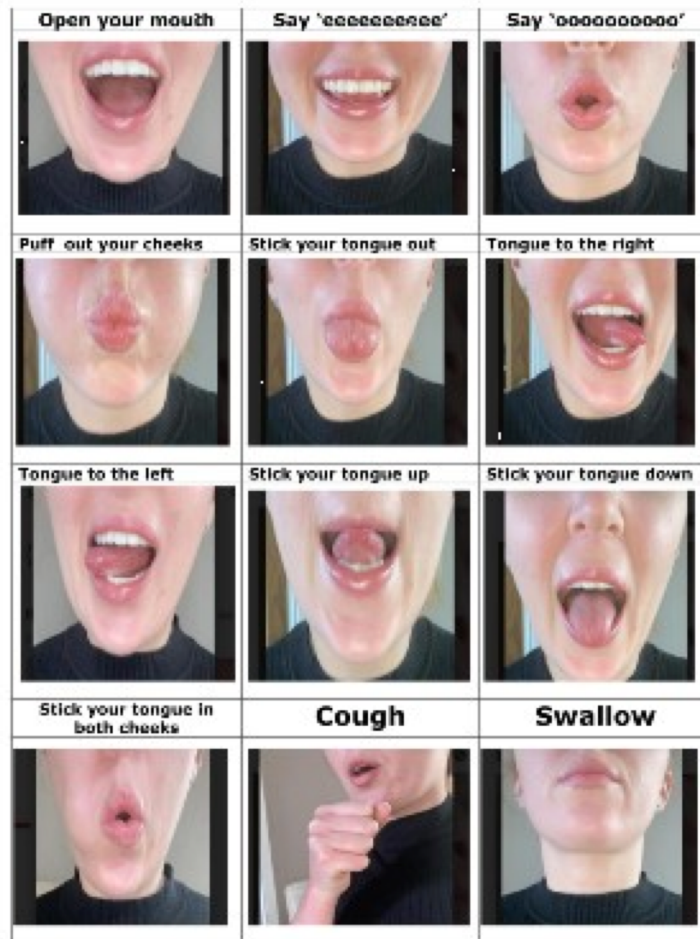 Open your mouth
Say ‘eeeeeeeeee’
Say ‘oooooooooo’
Puff out your cheeks
Stick your tongue out
Tongue to the right
Tongue to the left
Stick your tongue up
Stick your tongue down
Stick your tongue in
both cheeks
Cough
Swallow